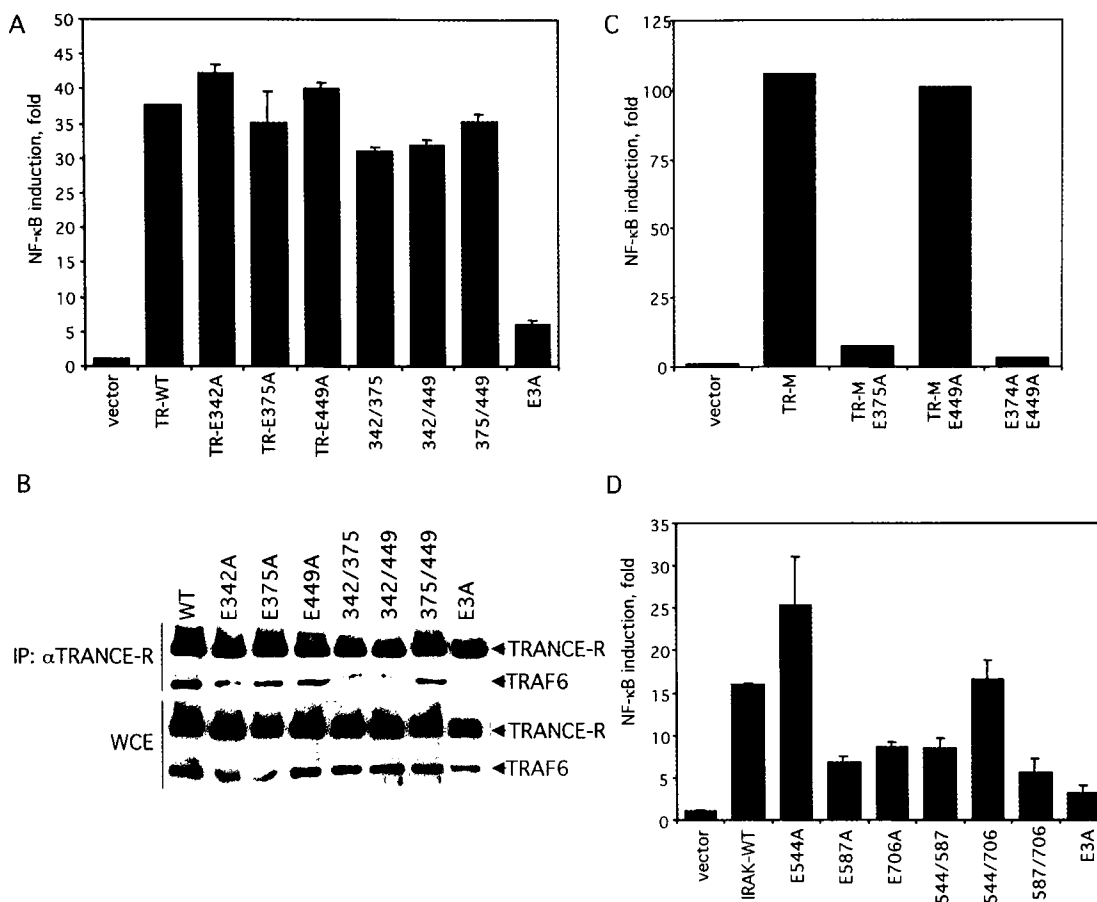 A
NF-κB induction, fold
50
45
40
35
30
25
20
15
10
5
0
vector
TR-WT
TR-E342A
TR-E375A
TR-E449A
342/375
342/449
375/449
E3A
B
WT
E342A
E375A
E449A
342/375
342/449
375/449
E3A
IP: αTRANCE-R
TRANCE-R
TRAF6
WCE
TRANCE-R
TRAF6
C
NF-κB induction, fold
125
100
75
50
25
0
vector
TR-M
TR-M
E375A
TR-M
E449A
E374A
E449A
D
NF-κB induction, fold
35
30
25
20
15
10
5
0
vector
IRAK-WT
E544A
E587A
E706A
544/587
544/706
587/706
E3A